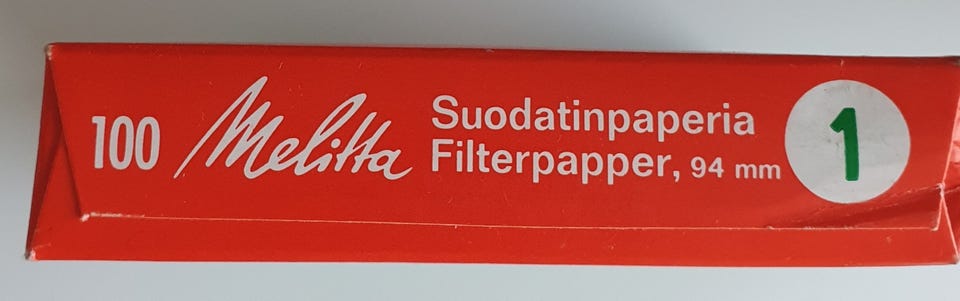 100 Melitta Suodatinpaperia 1
Filterpapper, 94 mm